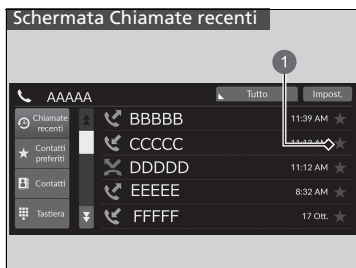 Schermata Chiamate recenti
1
AAAAA
Tutto
Impost.
Chiamate
recenti
Contatti
preferiti
Contatti
Tastiera
BBBBB 11:39 AM
CCCCC
DDDDD 11:12 AM
EEEEE 8:32 AM
FFFFF 17 Ott.